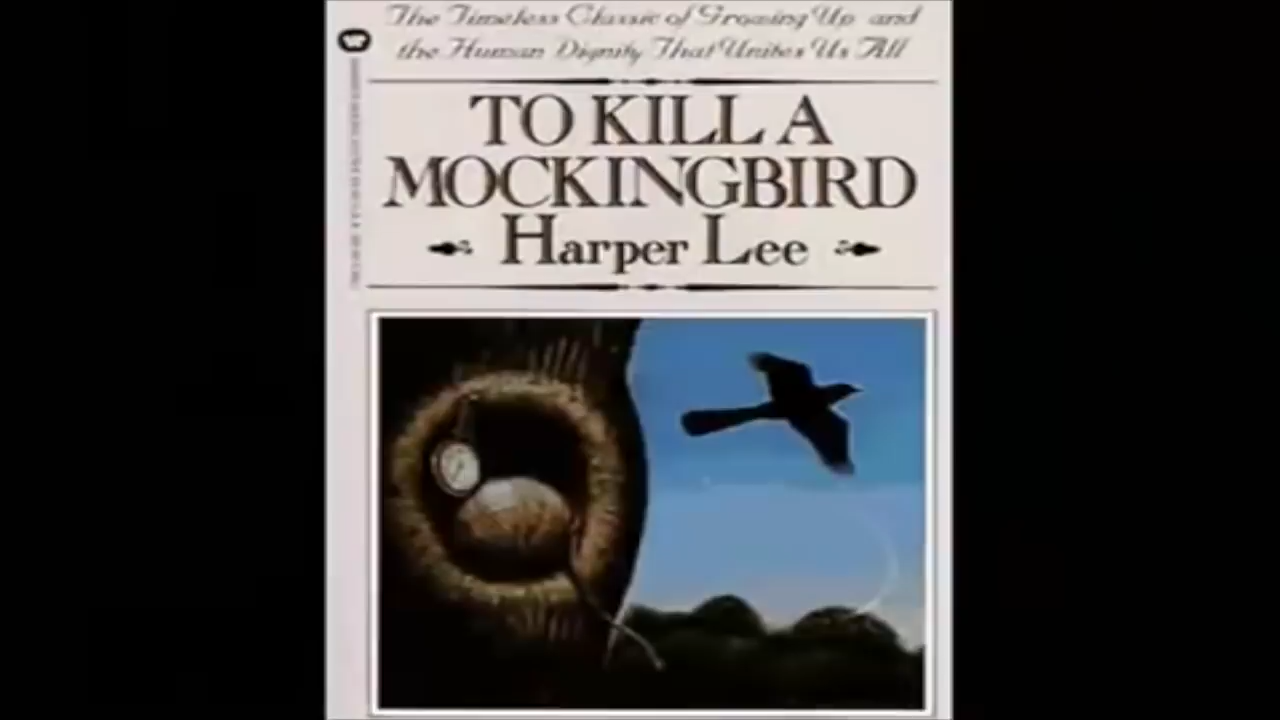 The Timeless Classic of Growing Up and
the Human Dignity That Unites Us All
TO KILL A
MOCKINGBIRD
Harper Lee